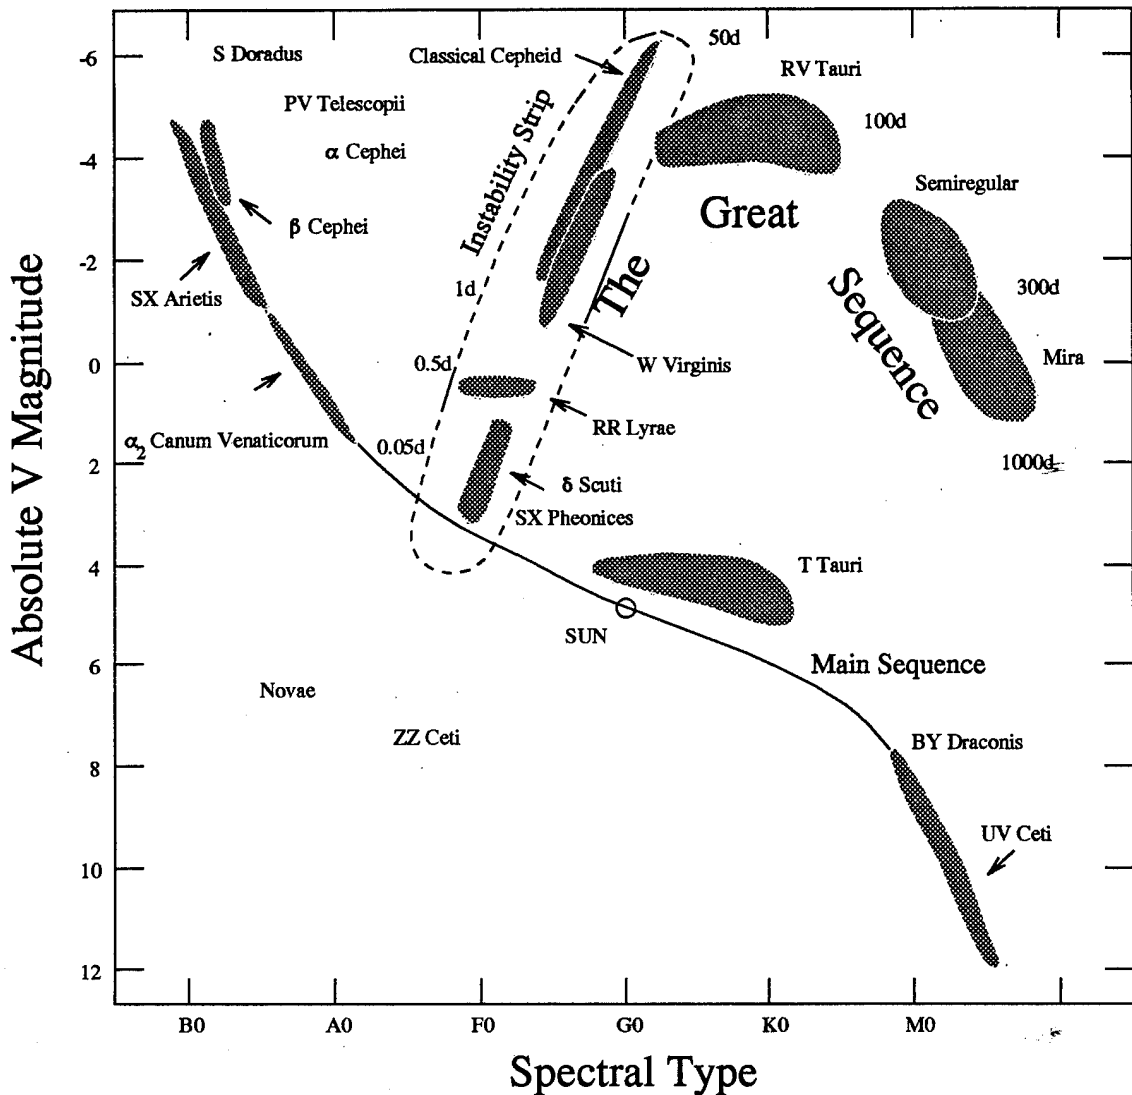 -6
-4
-2
0
2
4
6
8
10
12
Absolute V Magnitude
S Doradus
Classical Cepheid
50d
RV Tauri
PV Telescopii
α Cephei
100d
Instability Strip
Semiregular
β Cephei
The
Great
Sequence
SX Arietis
1d
300d
0.5d
W Virginis
Mira
α2 Canum Venaticorum
0.05d
RR Lyrae
1000d
δ Scuti
SX Pheonices
T Tauri
SUN
Main Sequence
Novae
ZZ Ceti
BY Draconis
UV Ceti
B0
A0
F0
G0
K0
M0
Spectral Type